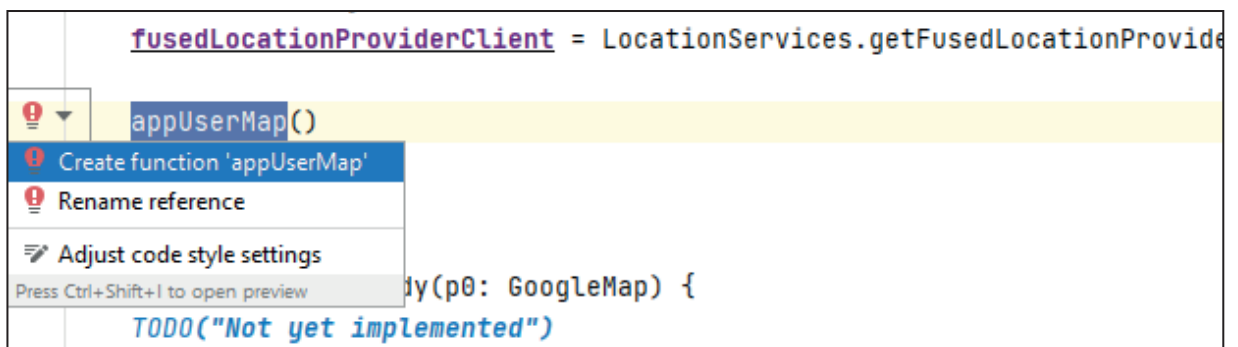 fusedLocationProviderClient = LocationServices.getFusedLocationProvide
appUserMap()
Create function 'appUserMap'
Rename reference
Adjust code style settings
Press Ctrl+Shift+I to open preview
dy(p0: GoogleMap) {
TODO("Not yet implemented")